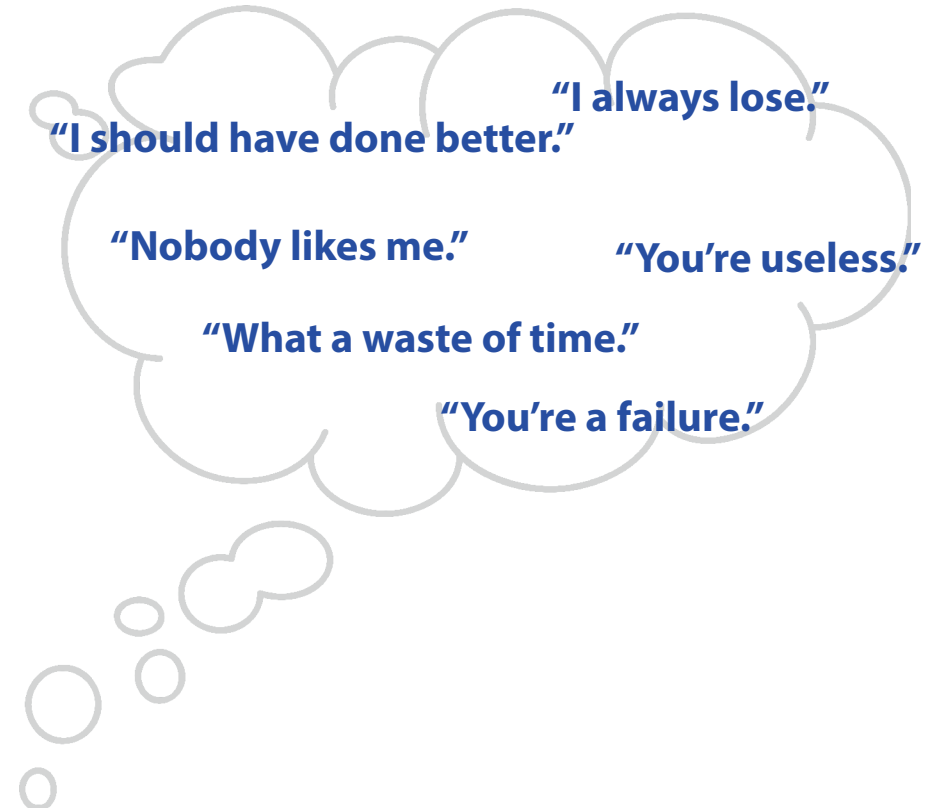 “I always lose.”
“I should have done better.”
“Nobody likes me.”
“You’re useless.”
“What a waste of time.”
“You’re a failure.”